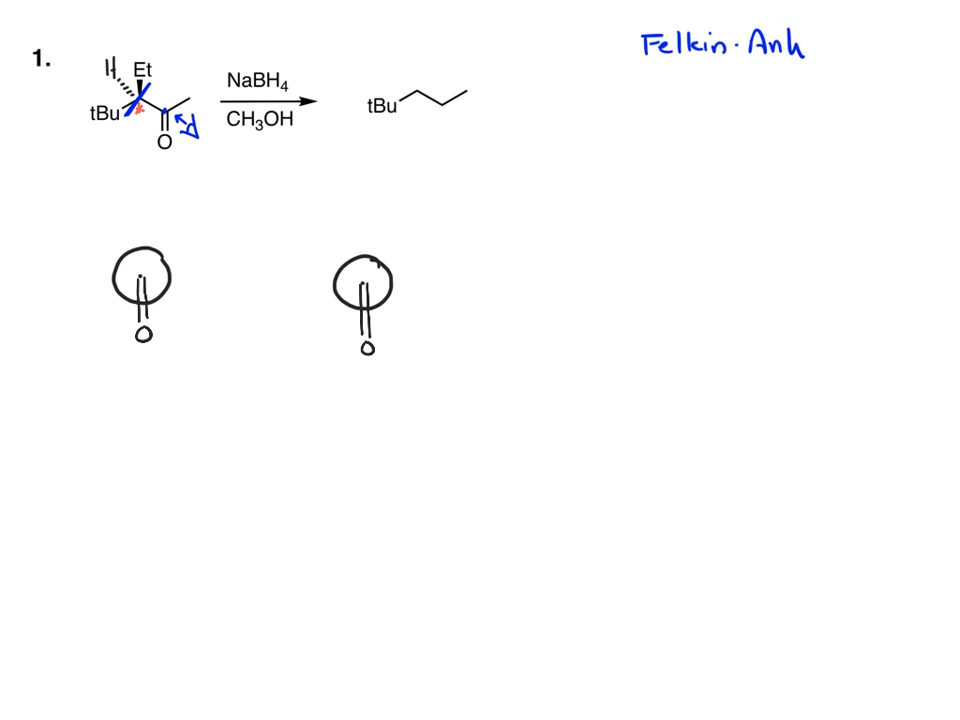 Felkin-Anh
1.
H Et
tBu
O
NaBH4
CH3OH
tBu
O
O